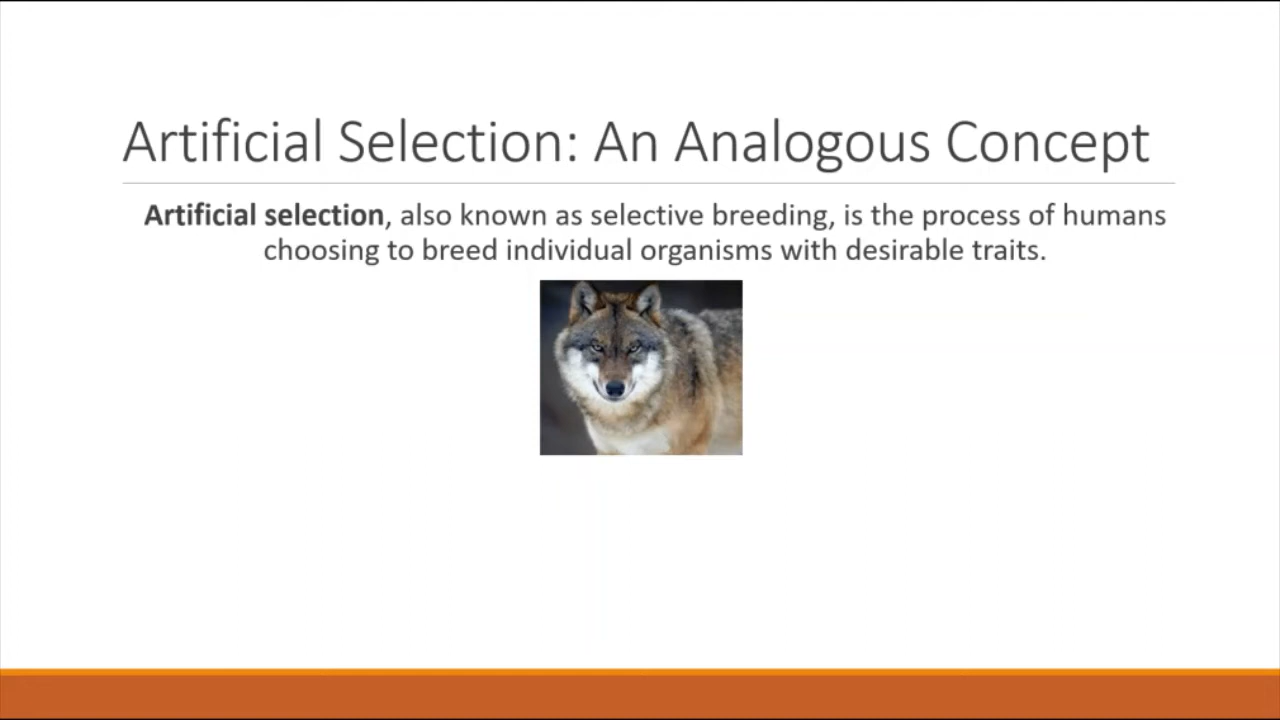 Artificial Selection: An Analogous Concept
Artificial selection, also known as selective breeding, is the process of humans
choosing to breed individual organisms with desirable traits.